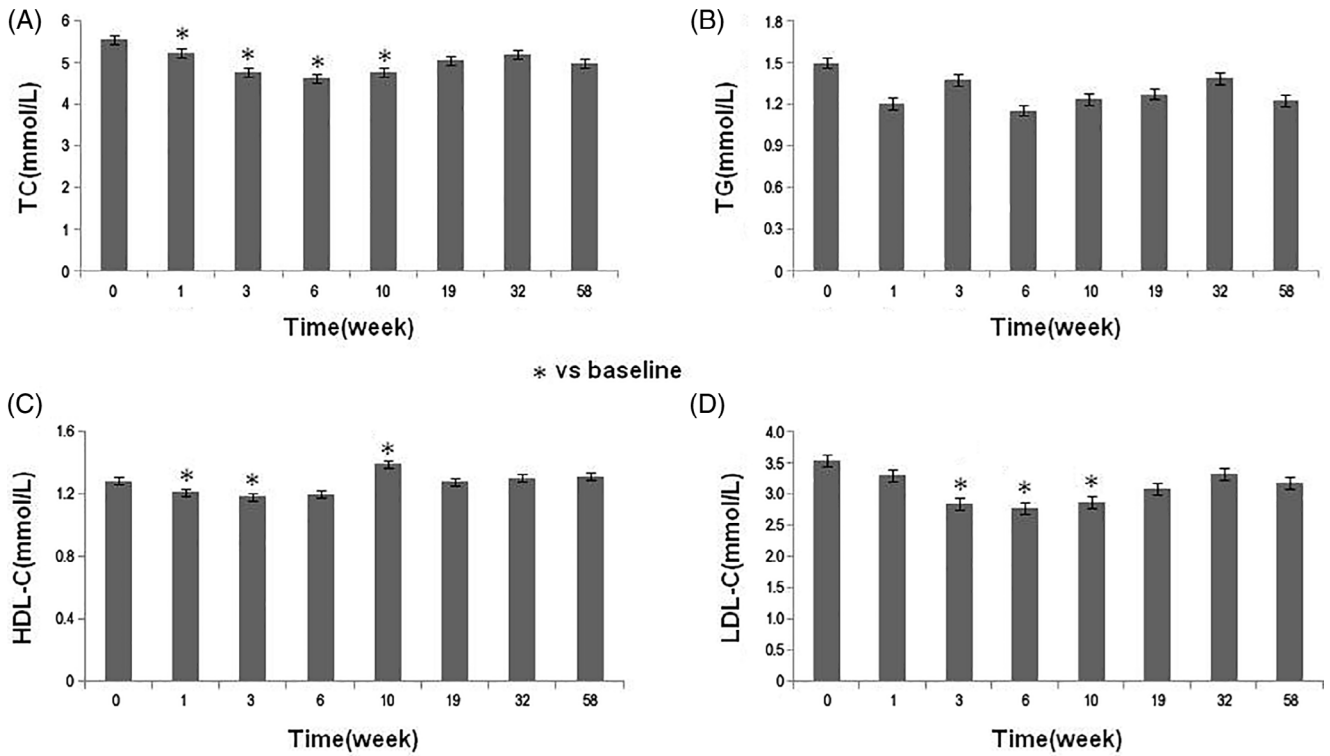 (A)
TC(mmol/L)
6
5
4
3
2
1
0
* * * *
0 1 3 6 10 19 32 58
Time(week)
(B)
TG(mmol/L)
1.8
1.5
1.2
0.9
0.6
0.3
0
0 1 3 6 10 19 32 58
Time(week)
* vs baseline
(C)
HDL-C(mmol/L)
1.6
1.2
0.8
0.4
0
* * *
0 1 3 6 10 19 32 58
Time(week)
(D)
LDL-C(mmol/L)
4.0
3.5
3.0
2.5
2.0
1.5
1.0
0.5
0
* * *
0 1 3 6 10 19 32 58
Time(week)